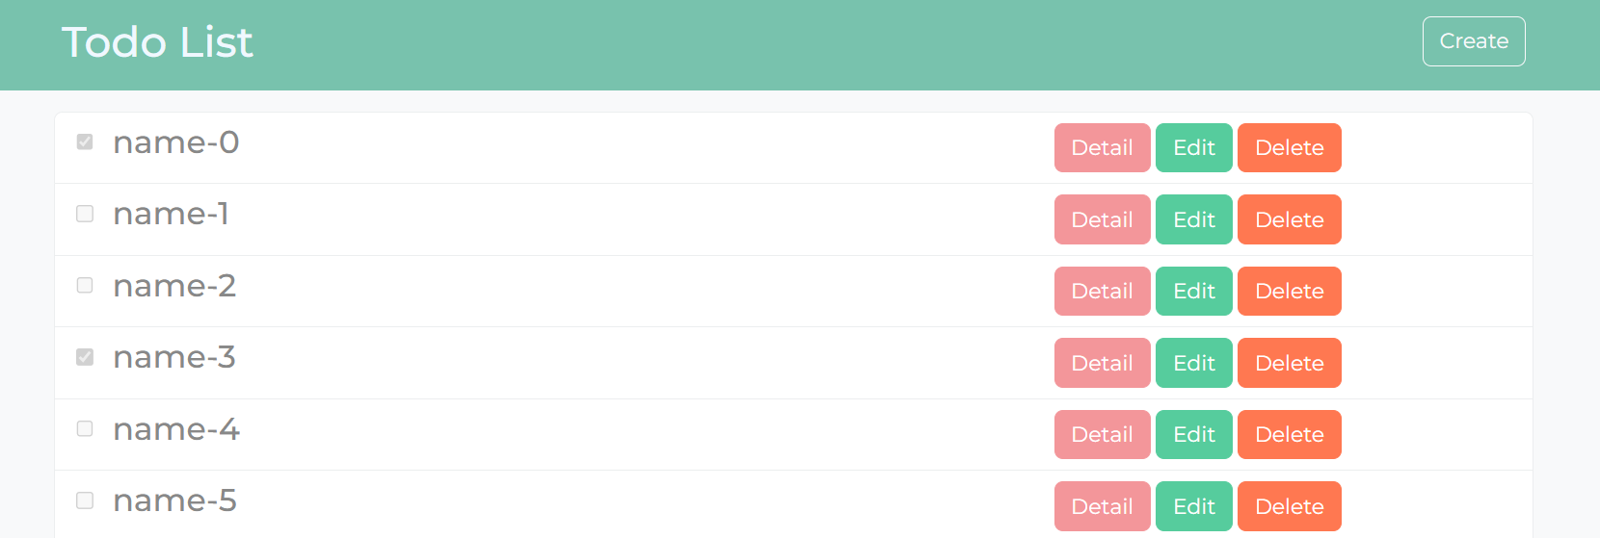 Todo List Create
name-0 Detail Edit Delete
name-1 Detail Edit Delete
name-2 Detail Edit Delete
name-3 Detail Edit Delete
name-4 Detail Edit Delete
name-5 Detail Edit Delete